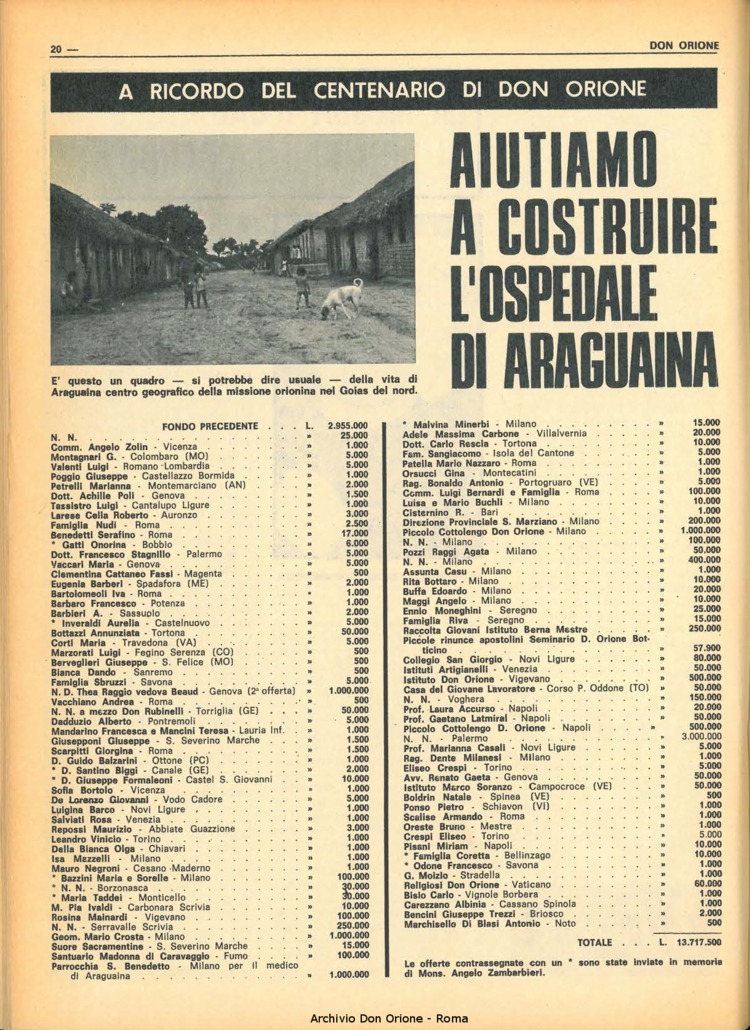 20 —
DON ORIONE
A RICORDO DEL CENTENARIO DI DON ORIONE
AIUTIAMO
A COSTRUIRE
L'OSPEDALE
DI ARAGUAINA
E' questo un quadro — si potrebbe dire usuale — della vita di
Araguaina centro geografico della missione orionina nel Goias del nord.
FONDO PRECEDENTE . . . L. 2.955.000
N. N. » 25.000
Comm. Angelo Zolin - Vicenza » 1.000
Montagnari G. - Colombaro (MO) » 5.000
Valenti Luigi - Romano Lombardia » 5.000
Poggio Giuseppe - Castellazzo Bormida » 1.000
Petrelli Marianna - Montemarciano (AN) » 2.000
Dott. Achille Poli - Genova » 1.500
Tassistro Luigi - Cantalupo Ligure » 1.000
Larese Cella Roberto - Auronzo » 3.000
Famiglia Nudi - Roma » 2.500
Benedetti Serafino - Roma » 17.000
* Gatti Onorina - Bobbio » 6.000
Dott. Francesco Stagnillo - Palermo » 5.000
Vaccari Maria - Genova » 5.000
Clementina Cattaneo Fassi - Magenta » 500
Eugenia Barberi - Spadafora (ME) » 2.000
Bartolomeoli Iva - Roma » 1.000
Barbaro Francesco - Potenza » 1.000
Barbieri A. - Sassuolo » 2.000
* Inveraldi Aurelia - Castelnuovo » 5.000
Bottazzi Annunziata - Tortona » 50.000
Corti Maria - Travedona (VA) » 5.000
Marzorati Luigi - Fegino Serenza (CO) » 500
Berveglieri Giuseppe - S. Felice (MO) » 500
Bianca Dando - Sanremo » 500
Famiglia Sbruzzi - Savona » 5.000
N. D. Thea Raggio vedova Beaud - Genova (2ª offerta) » 1.000.000
Vacchiano Andrea - Roma » 500
N. N. a mezzo Don Rubinelli - Torriglia (GE) » 50.000
Dadduzio Alberto - Pontremoli » 5.000
Mandarino Francesca e Mancini Teresa - Lauria Inf. » 1.000
Giusepponi Giuseppe - S. Severino Marche » 1.500
Scarpitti Giorgina - Roma » 1.500
D. Guido Balzarini - Ottone (PC) » 1.000
* D. Santino Biggi - Canale (GE) » 2.000
* D. Giuseppe Formaleoni - Castel S. Giovanni » 10.000
Sofia Bortolo - Vicenza » 1.000
De Lorenzo Giovanni - Vodo Cadore » 5.000
Luigina Barco - Novi Ligure » 1.000
Salviati Rosa - Venezia » 1.000
Repossi Maurizio - Abbiate Guazzione » 3.000
Leandro Vinicio - Torino » 1.000
Della Bianca Olga - Chiavari » 1.000
Isa Mazzelli - Milano » 1.000
Mauro Negroni - Cesano Maderno » 1.000
* Bazzini Maria e Sorelle - Milano » 100.000
* N. N. - Borzonasca » 30.000
* Maria Taddei - Monticello » 30.000
M. Pia Ivaldi - Carbonara Scrivia » 10.000
Rosina Mainardi - Vigevano » 100.000
N. N. - Serravalle Scrivia » 250.000
Geom. Mario Crosta - Milano » 1.000.000
Suore Sacramentine - S. Severino Marche » 15.000
Santuario Madonna di Caravaggio - Fumo » 100.000
Parrocchia S. Benedetto - Milano per il medico
di Araguaina » 1.000.000
* Malvina Minerbi - Milano » 15.000
Adele Massima Carbone - Villalvernia » 20.000
Dott. Carlo Rescia - Tortona » 10.000
Fam. Sangiacomo - Isola del Cantone » 5.000
Patella Mario Nazzaro - Roma » 1.000
Orsucci Gina - Montecatini » 1.000
Rag. Bonaldo Antonio - Portogruaro (VE) » 5.000
Comm. Luigi Bernardi e Famiglia - Roma » 100.000
Luisa e Mario Buchli - Milano » 10.000
Cisternino R. - Bari » 1.000
Direzione Provinciale S. Marziano - Milano » 200.000
Piccolo Cottolengo Don Orione - Milano » 1.000.000
N. N. - Milano » 100.000
Pozzi Raggi Agata - Milano » 50.000
N. N. - Milano » 400.000
Assunta Casu - Milano » 1.000
Rita Bottaro - Milano » 10.000
Buffa Edoardo - Milano » 20.000
Maggi Angelo - Milano » 10.000
Ennio Moneghini - Seregno » 25.000
Famiglia Riva - Seregno » 15.000
Raccolta Giovani Istituto Berna Mestre » 250.000
Piccole rinunce apostolini Seminario D. Orione Bot-
ticino » 57.900
Collegio San Giorgio - Novi Ligure » 80.000
Istituti Artigianelli - Venezia » 50.000
Istituto Don Orione - Vigevano » 500.000
Casa del Giovane Lavoratore - Corso P. Oddone (TO) » 50.000
N. N. - Voghera » 150.000
Prof. Laura Accurso - Napoli » 20.000
Prof. Gaetano Latmiral - Napoli » 50.000
Piccolo Cottolengo D. Orione - Napoli » 500.000
N. N. - Palermo » 3.000.000
Prof. Marianna Casali - Novi Ligure » 5.000
Rag. Dante Milanesi - Milano » 1.000
Eliseo Crespi - Torino » 5.000
Avv. Renato Gaeta - Genova » 50.000
Istituto Marco Soranzo - Campocroce (VE) » 50.000
Boldrin Natale - Spinea (VE) » 500
Ponso Pietro - Schiavon (VI) » 1.000
Scalise Armando - Roma » 1.000
Oreste Bruno - Mestre » 1.000
Crespi Eliseo - Torino » 5.000
Pisani Miriam - Napoli » 10.000
* Famiglia Coretta - Bellinzago » 10.000
* Odone Francesco - Savona » 1.000
G. Moizio - Stradella » 1.000
Religiosi Don Orione - Vaticano » 60.000
Bisio Carlo - Vignole Borbera » 1.000
Carezzano Albinia - Cassano Spinola » 1.000
Bencini Giuseppe Trezzi - Briosco » 2.000
Marchisello Di Blasi Antonio - Noto » 500
TOTALE . . . L. 13.717.500
Le offerte contrassegnate con un * sono state inviate in memoria
di Mons. Angelo Zambarbieri.
Archivio Don Orione - Roma